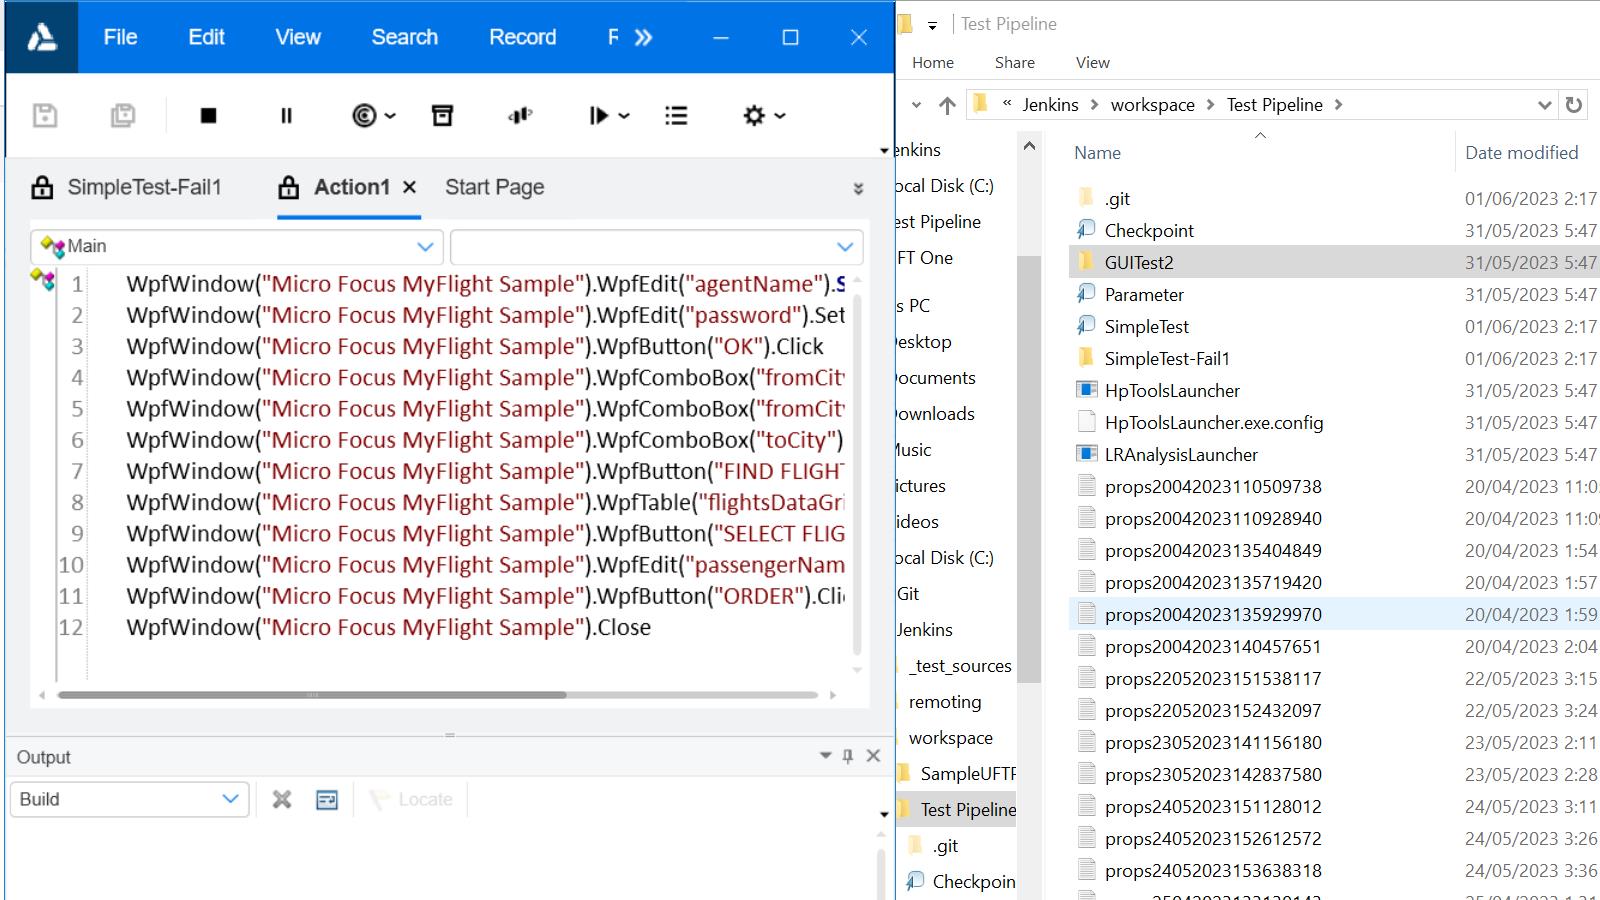 File Edit View Search Record
SimpleTest-Fail1 Action1 Start Page
Main
1 WpfWindow("Micro Focus MyFlight Sample").WpfEdit("agentName").S
2 WpfWindow("Micro Focus MyFlight Sample").WpfEdit("password").Set
3 WpfWindow("Micro Focus MyFlight Sample").WpfButton("OK").Click
4 WpfWindow("Micro Focus MyFlight Sample").WpfComboBox("fromCity
5 WpfWindow("Micro Focus MyFlight Sample").WpfComboBox("fromCity
6 WpfWindow("Micro Focus MyFlight Sample").WpfComboBox("toCity")
7 WpfWindow("Micro Focus MyFlight Sample").WpfButton("FIND FLIGHT
8 WpfWindow("Micro Focus MyFlight Sample").WpfTable("flightsDataGri
9 WpfWindow("Micro Focus MyFlight Sample").WpfButton("SELECT FLIG
10 WpfWindow("Micro Focus MyFlight Sample").WpfEdit("passengerNam
11 WpfWindow("Micro Focus MyFlight Sample").WpfButton("ORDER").Cli
12 WpfWindow("Micro Focus MyFlight Sample").Close
Output
Build
Locate
Test Pipeline
Home Share View
« Jenkins > workspace > Test Pipeline >
enkins
ocal Disk (C:)
est Pipeline
FT One
s PC
esktop
ocuments
ownloads
Music
ictures
ideos
ocal Disk (C:)
Git
Jenkins
_test_sources
remoting
workspace
SampleUFTP
Test Pipeline
.git
Checkpoin
Name Date modified
.git 01/06/2023 2:17
Checkpoint 31/05/2023 5:47
GUITest2 31/05/2023 5:47
Parameter 31/05/2023 5:47
SimpleTest 01/06/2023 2:17
SimpleTest-Fail1 01/06/2023 2:17
HpToolsLauncher 31/05/2023 5:47
HpToolsLauncher.exe.config 31/05/2023 5:47
LRAnalysisLauncher 31/05/2023 5:47
props20042023110509738 20/04/2023 11:0
props20042023110928940 20/04/2023 11:09
props20042023135404849 20/04/2023 1:54
props20042023135719420 20/04/2023 1:57
props20042023135929970 20/04/2023 1:59
props20042023140457651 20/04/2023 2:04
props22052023151538117 22/05/2023 3:15
props22052023152432097 22/05/2023 3:24
props23052023141156180 23/05/2023 2:11
props23052023142837580 23/05/2023 2:28
props24052023151128012 24/05/2023 3:11
props24052023152612572 24/05/2023 3:26
props24052023153638318 24/05/2023 3:36